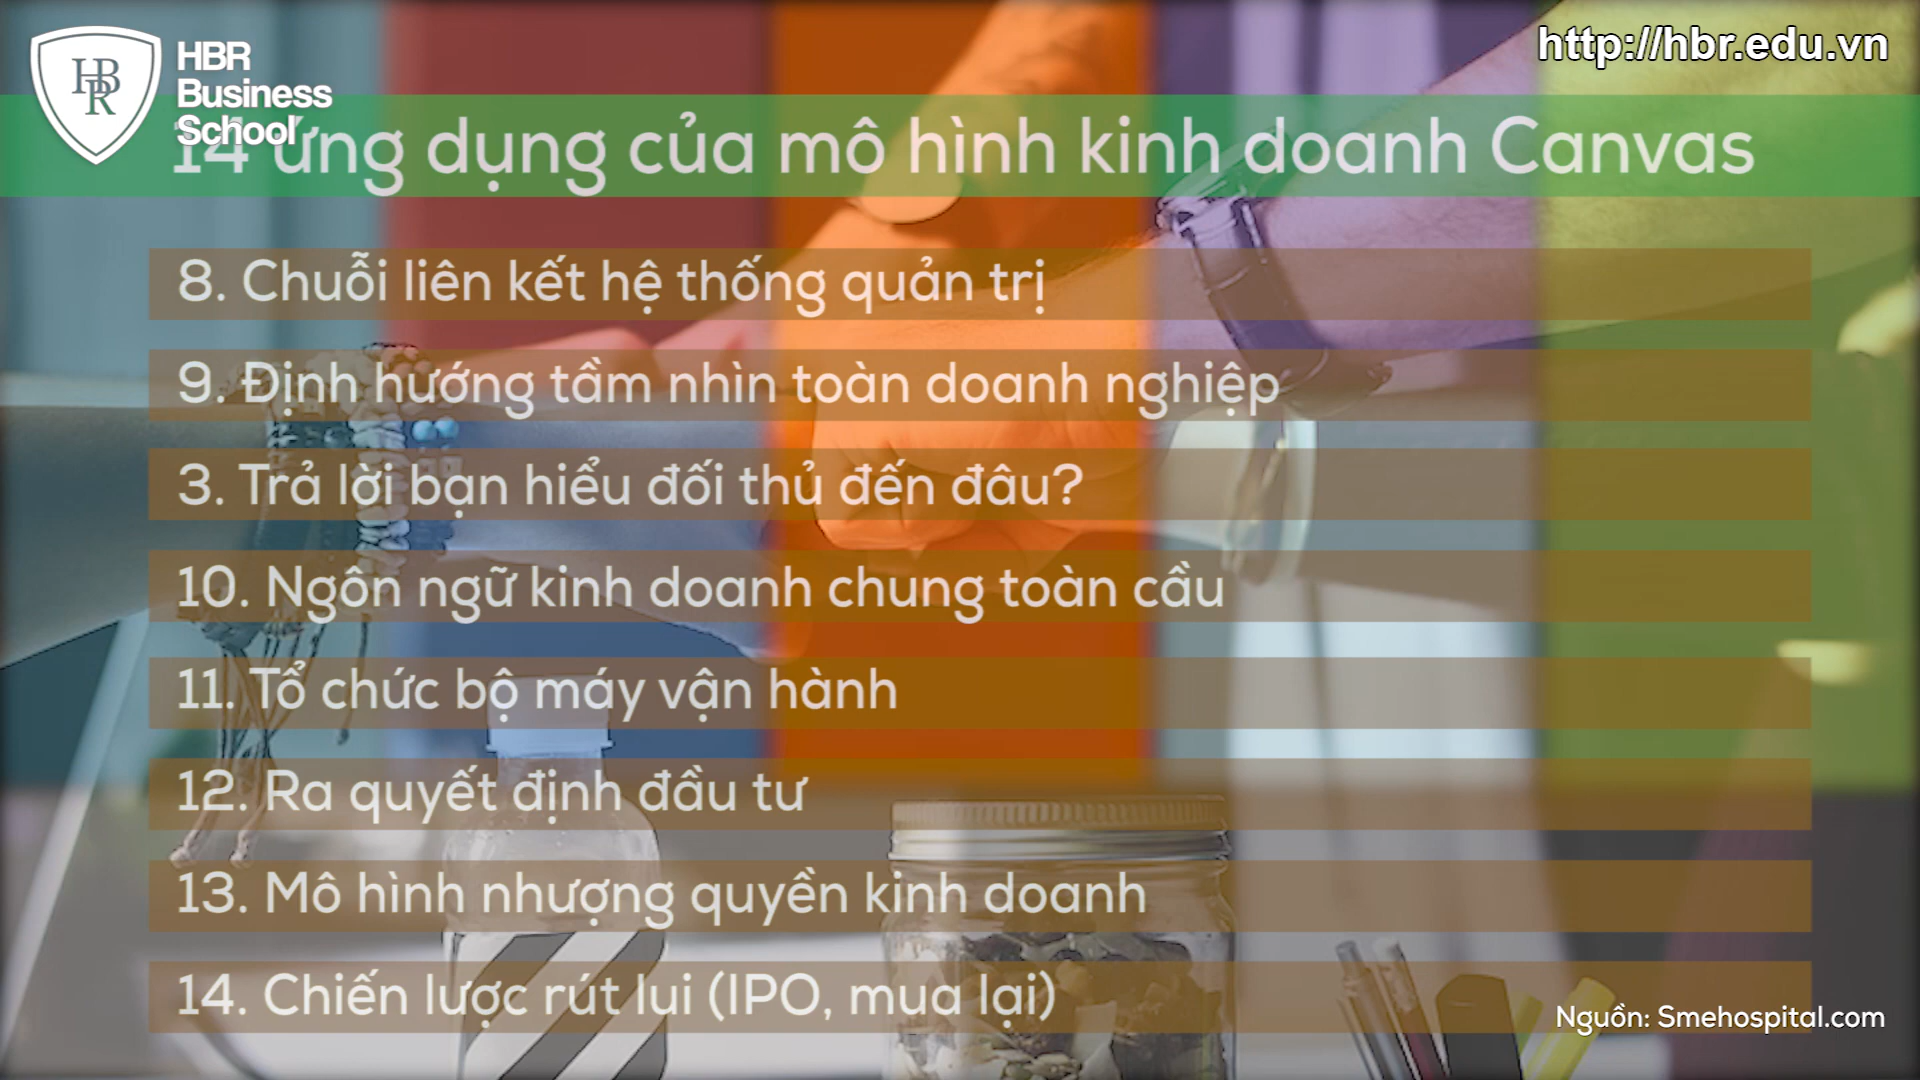 HBR
Business
School
http://hbr.edu.vn
14 ứng dụng của mô hình kinh doanh Canvas
8. Chuỗi liên kết hệ thống quản trị
9. Định hướng tầm nhìn toàn doanh nghiệp
3. Trả lời bạn hiểu đối thủ đến đâu?
10. Ngôn ngữ kinh doanh chung toàn cầu
11. Tổ chức bộ máy vận hành
12. Ra quyết định đầu tư
13. Mô hình nhượng quyền kinh doanh
14. Chiến lược rút lui (IPO, mua lại)
Nguồn: Smehospital.com